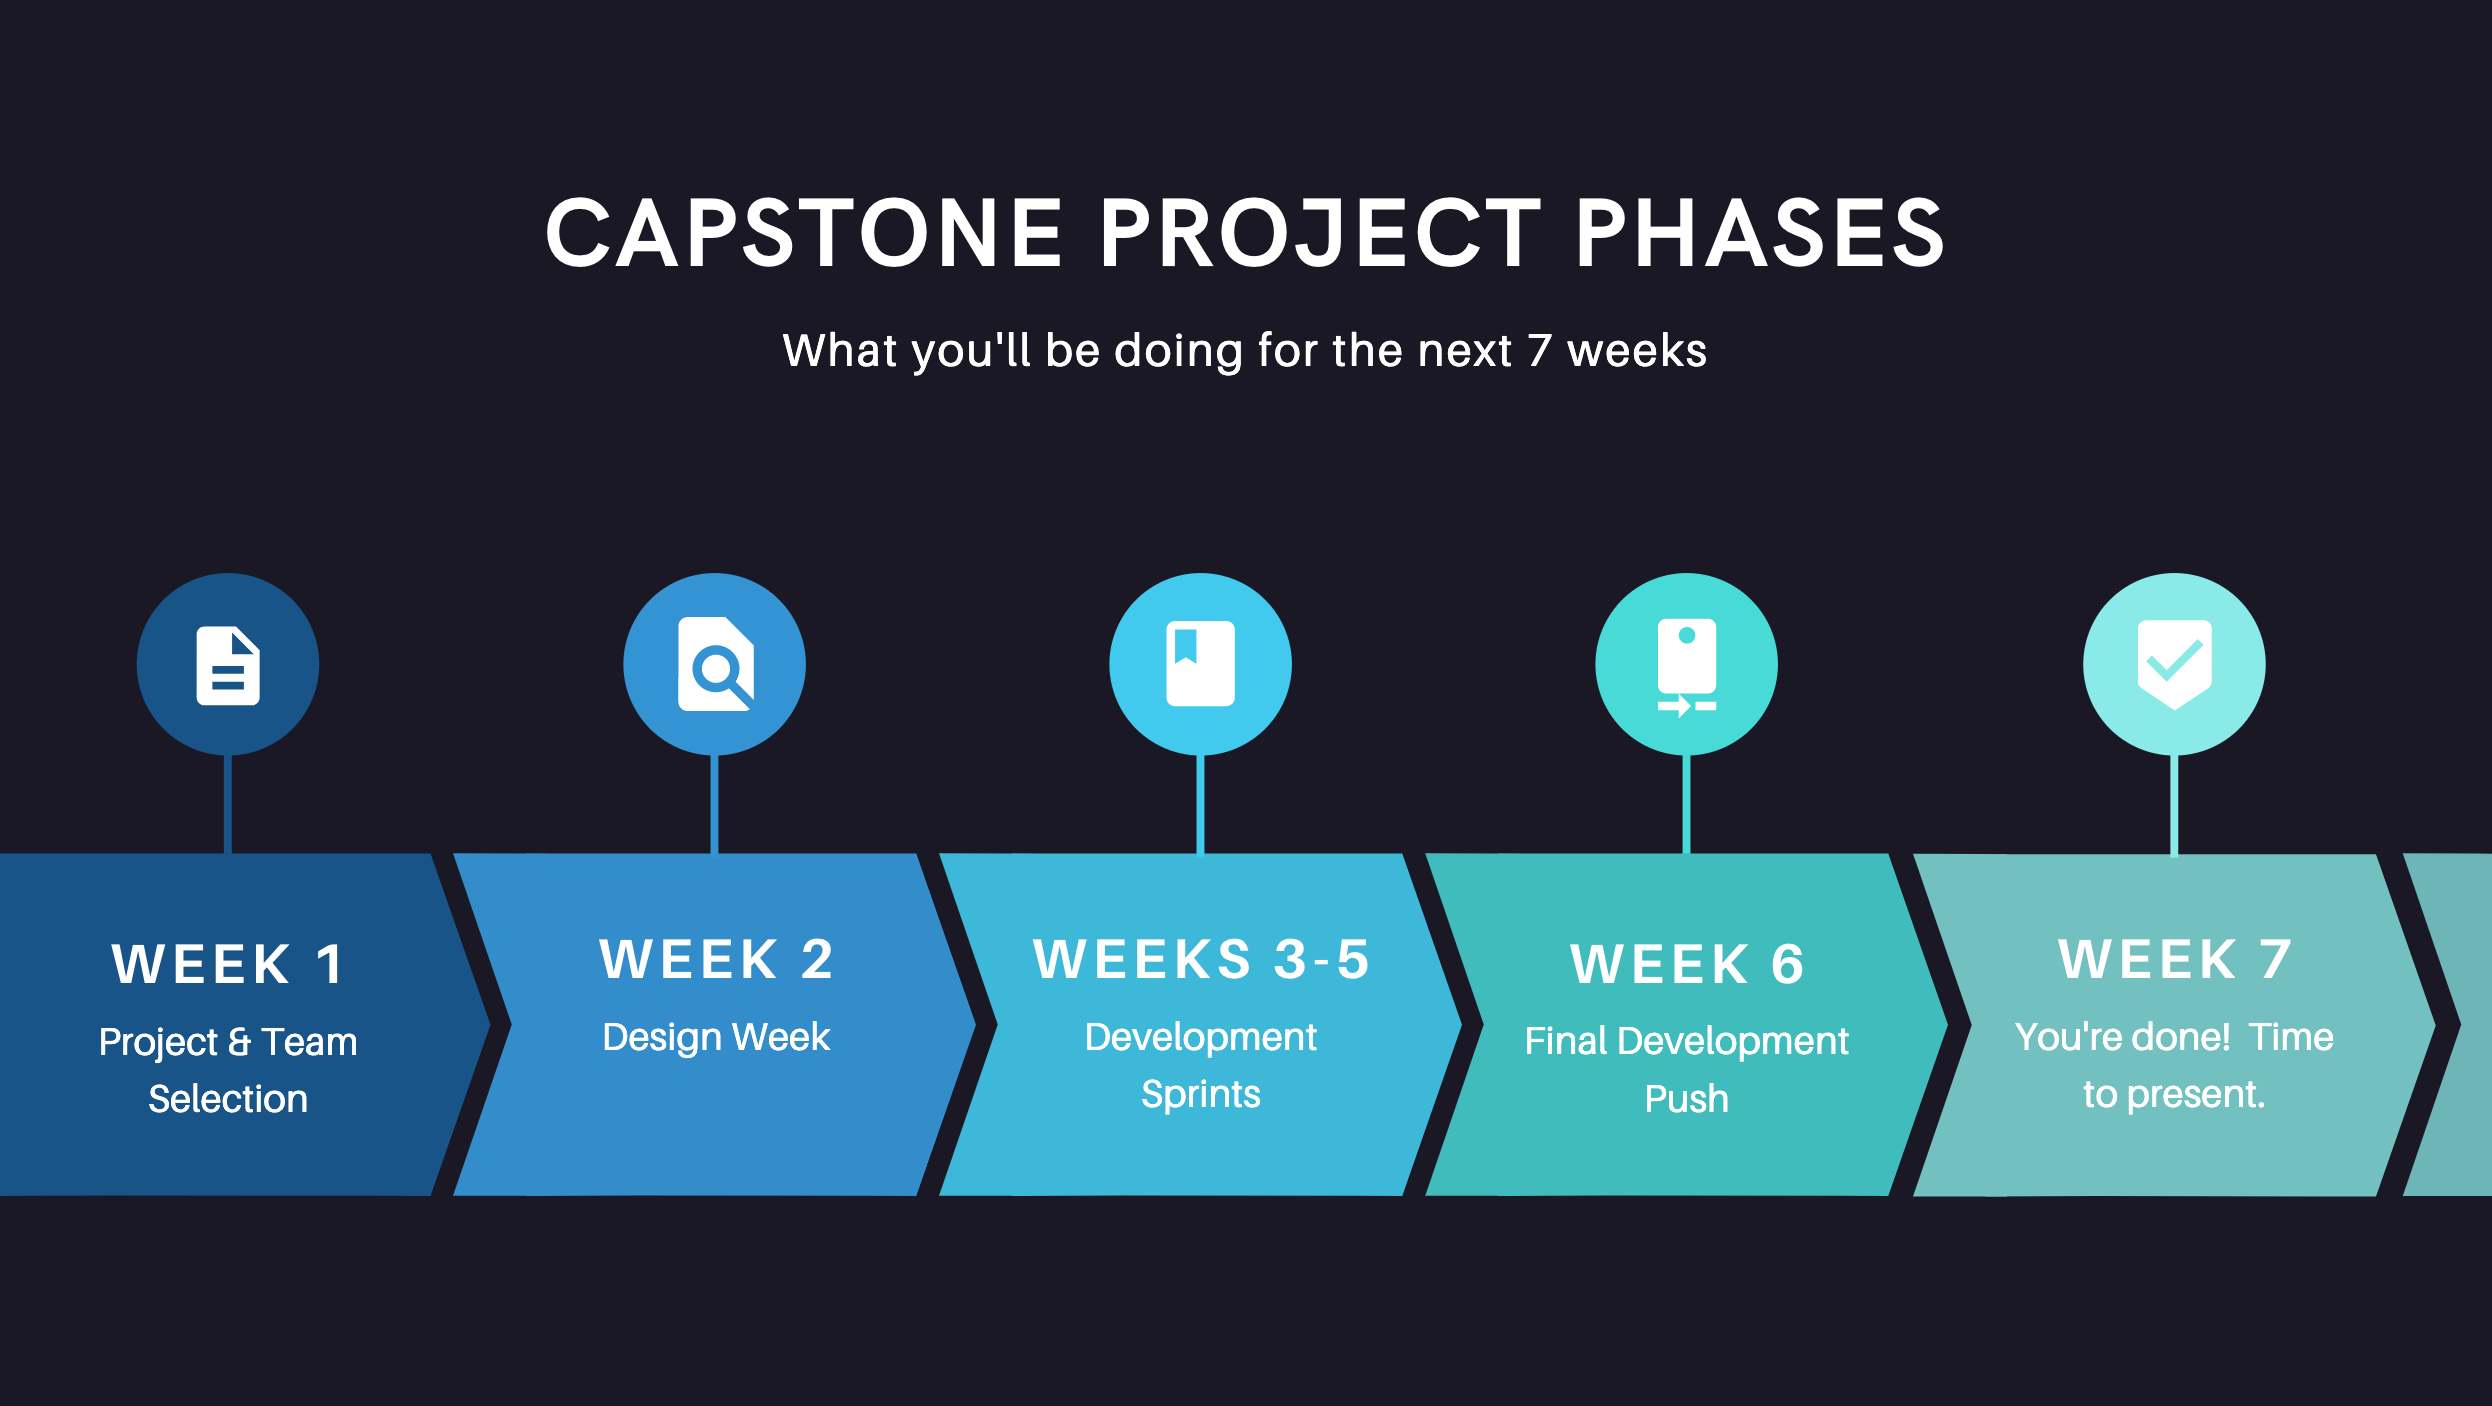 CAPSTONE PROJECT PHASES
What you'll be doing for the next 7 weeks
WEEK 1
Project & Team
Selection
WEEK 2
Design Week
WEEKS 3-5
Development
Sprints
WEEK 6
Final Development
Push
WEEK 7
You're done!  Time
to present.